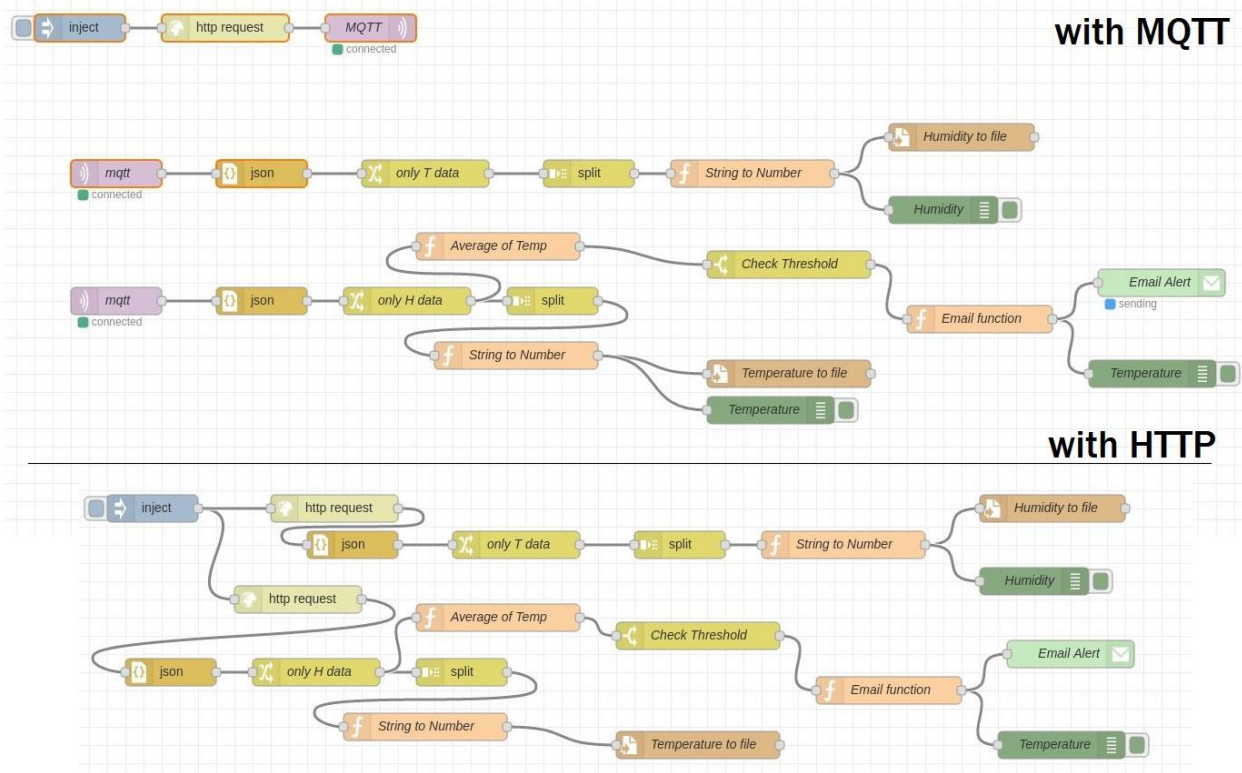 inject http request MQTT
connected
with MQTT
Humidity to file
mqtt json only T data split String to Number
connected
Humidity
Average of Temp
Check Threshold
Email Alert
sending
mqtt json only H data split
connected
Email function
String to Number
Temperature to file
Temperature
Temperature
with HTTP
inject http request
Humidity to file
json only T data split String to Number
Humidity
http request
Average of Temp
Check Threshold
Email Alert
json only H data split
Email function
String to Number
Temperature to file
Temperature